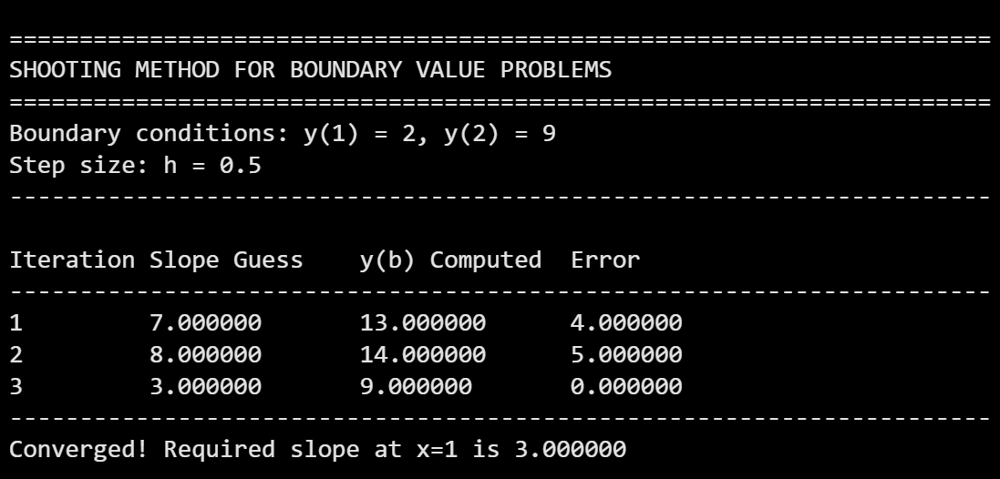 ======================================================================
SHOOTING METHOD FOR BOUNDARY VALUE PROBLEMS
======================================================================
Boundary conditions: y(1) = 2, y(2) = 9
Step size: h = 0.5
----------------------------------------------------------------------
Iteration Slope Guess    y(b) Computed  Error
----------------------------------------------------------------------
1         7.000000       13.000000      4.000000
2         8.000000       14.000000      5.000000
3         3.000000       9.000000       0.000000
----------------------------------------------------------------------
Converged! Required slope at x=1 is 3.000000